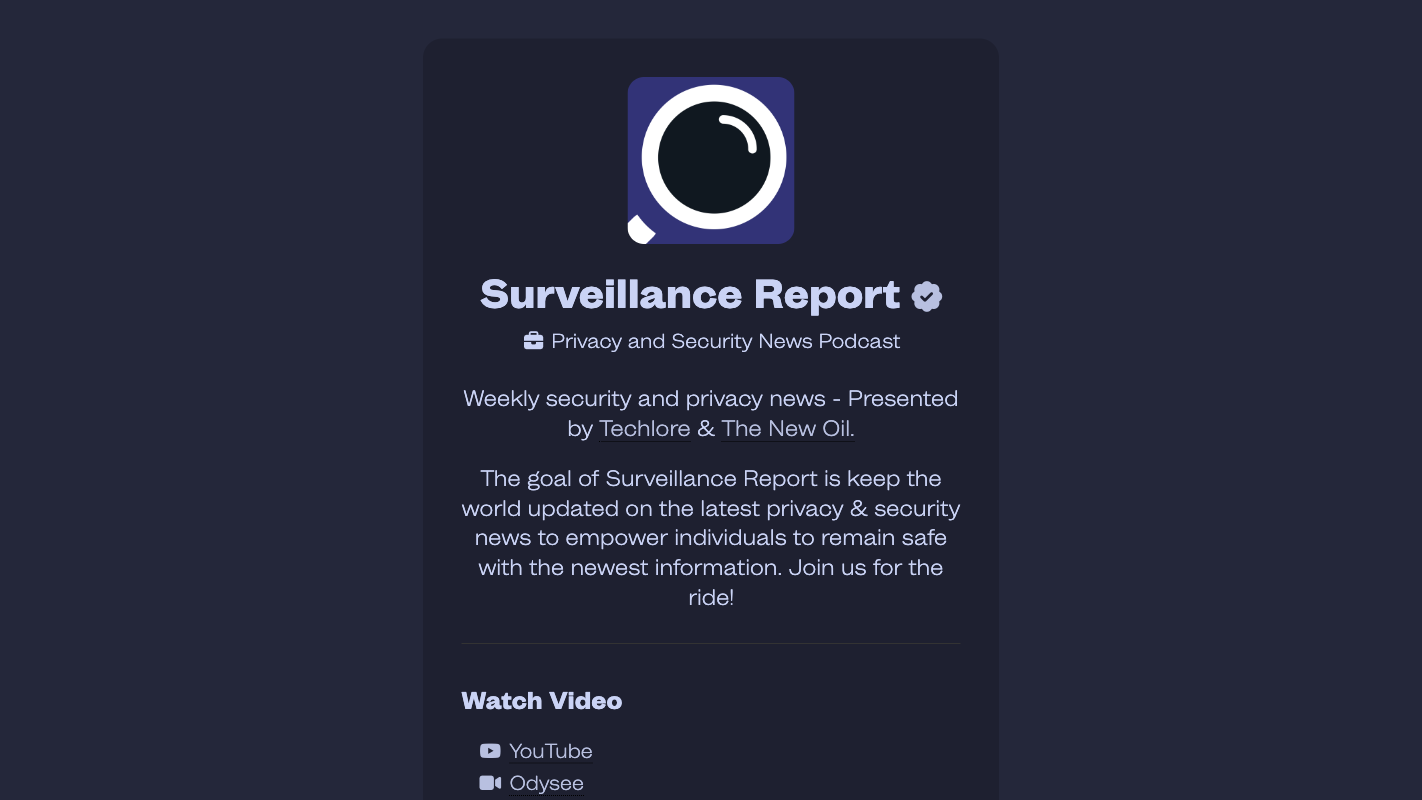 Surveillance Report
Privacy and Security News Podcast
Weekly security and privacy news - Presented
by Techlore & The New Oil.
The goal of Surveillance Report is keep the
world updated on the latest privacy & security
news to empower individuals to remain safe
with the newest information. Join us for the
ride!
Watch Video
YouTube
Odysee